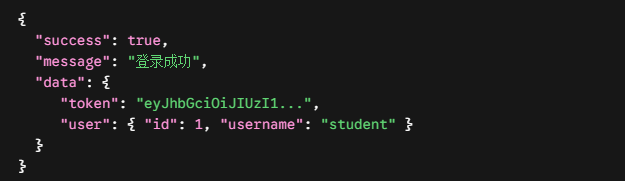 {
"success": true,
"message": "登录成功",
"data": {
"token": "eyJhbGciOiJIUzI1...",
"user": { "id": 1, "username": "student" }
}
}